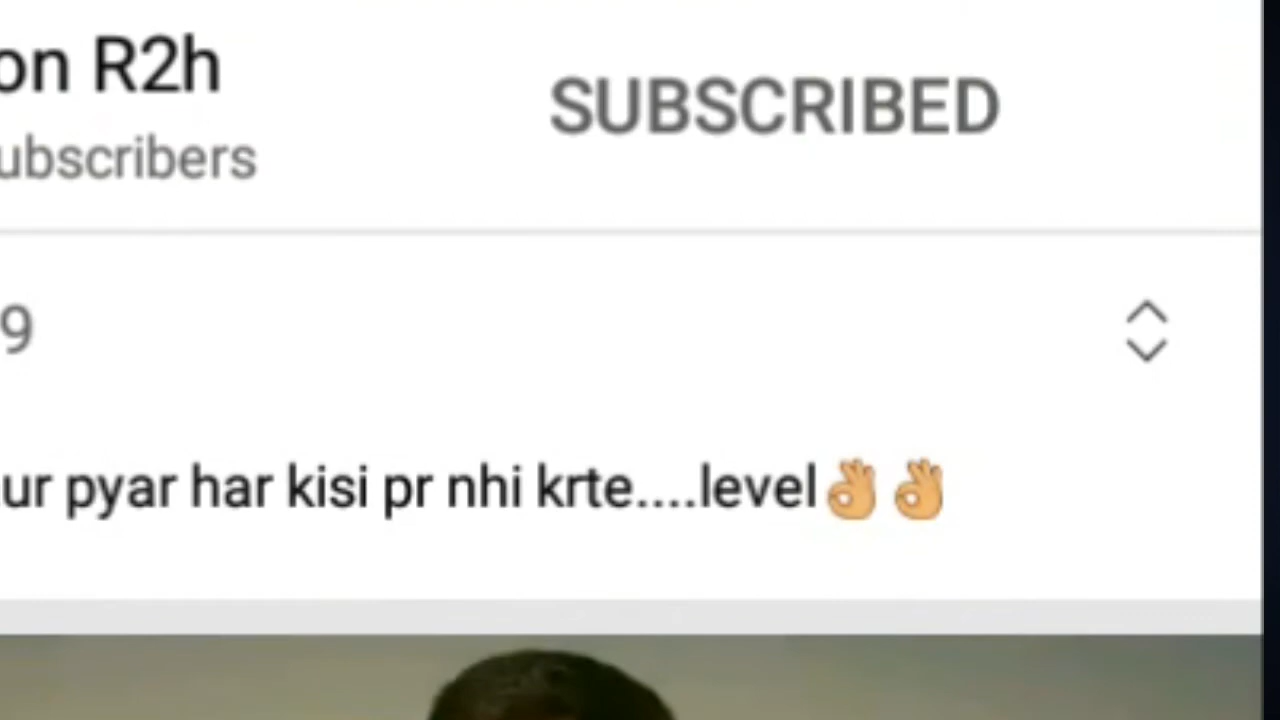 on R2h
SUBSCRIBED
ubscribers
9
ur pyar har kisi pr nhi krte....level👌👌